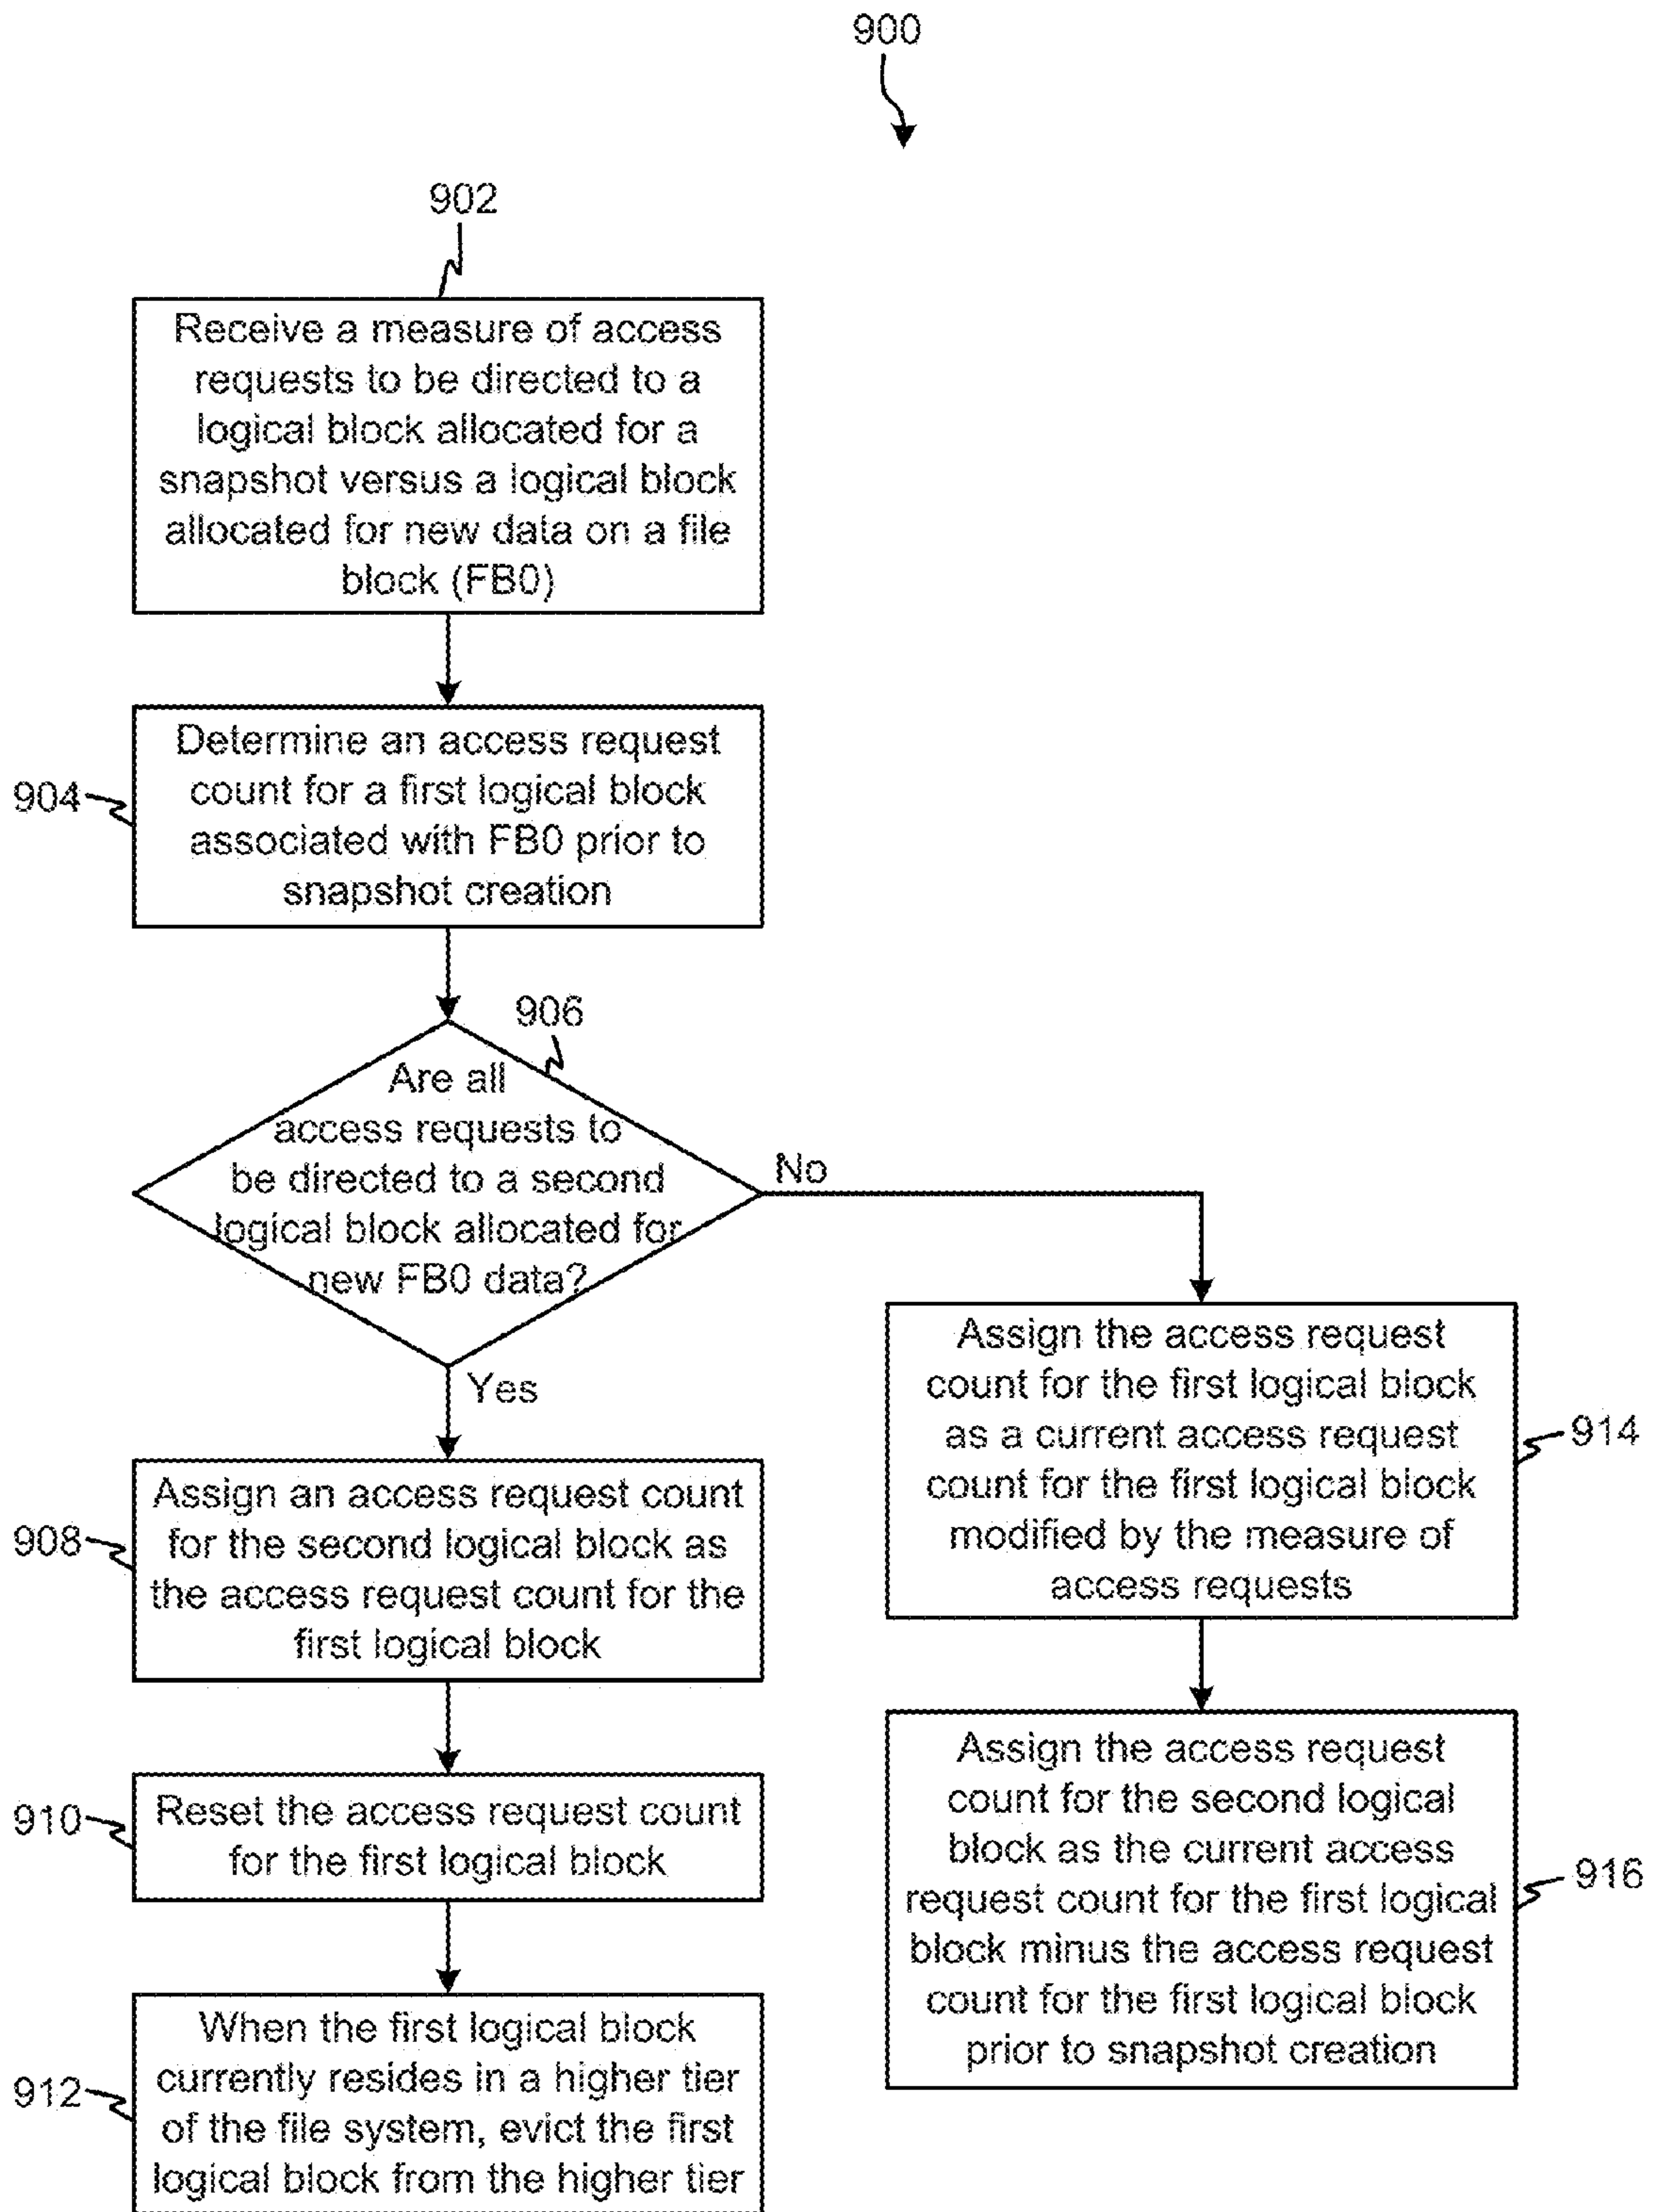 900
902
Receive a measure of access
requests to be directed to a
logical block allocated for a
snapshot versus a logical block
allocated for new data on a file
block (FB0)
904
Determine an access request
count for a first logical block
associated with FB0 prior to
snapshot creation
906
Are all
access requests to
be directed to a second
logical block allocated for
new FB0 data?
No
Yes
908
Assign an access request count
for the second logical block as
the access request count for the
first logical block
910
Reset the access request count
for the first logical block
912
When the first logical block
currently resides in a higher tier
of the file system, evict the first
logical block from the higher tier
Assign the access request
count for the first logical block
as a current access request
count for the first logical block
modified by the measure of
access requests
914
Assign the access request
count for the second logical
block as the current access
request count for the first logical
block minus the access request
count for the first logical block
prior to snapshot creation
916